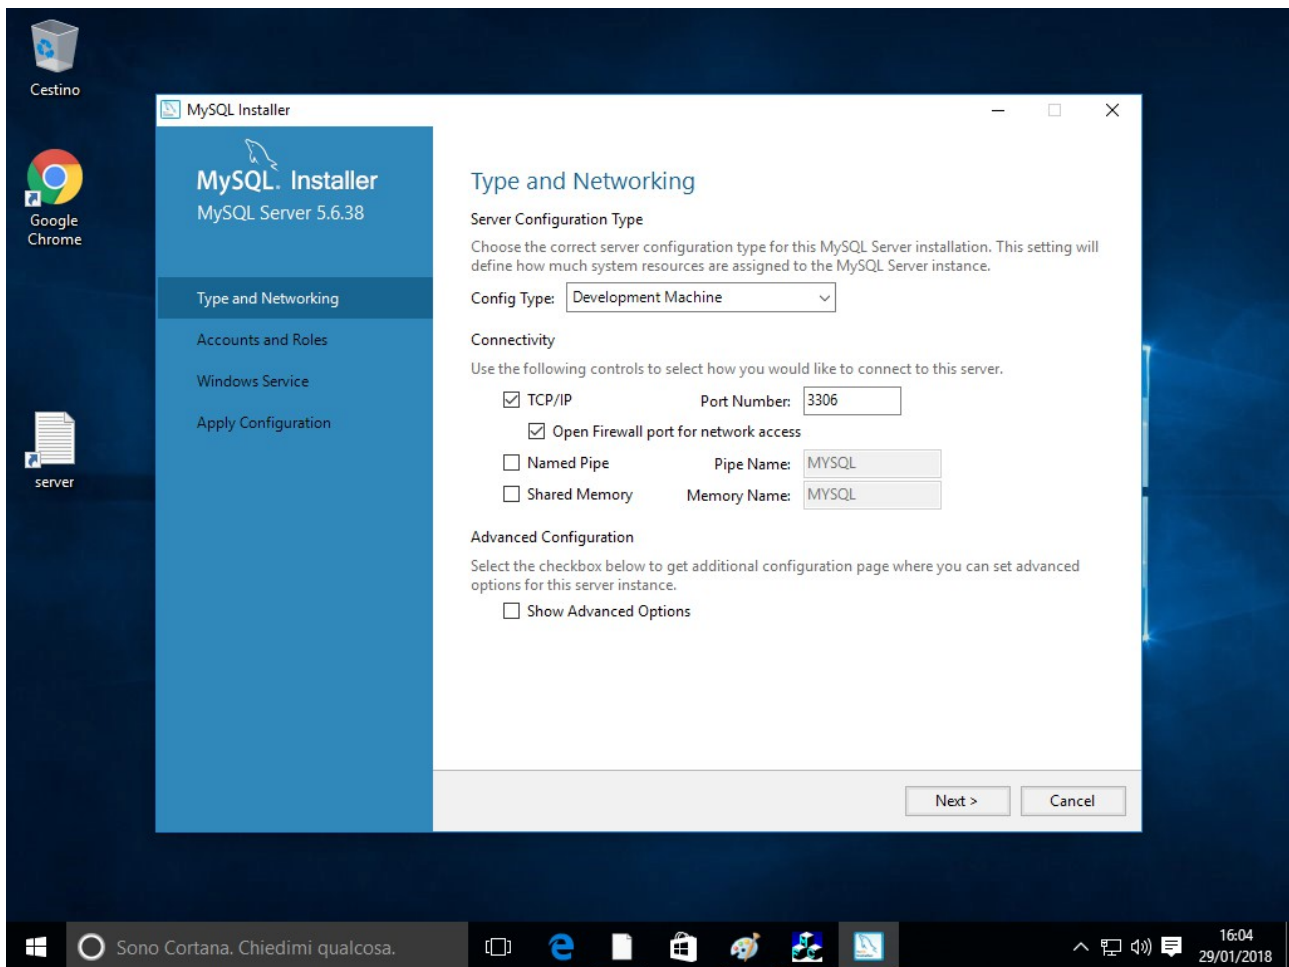 Cestino
Google
Chrome
server
MySQL Installer
MySQL. Installer
MySQL Server 5.6.38
Type and Networking
Accounts and Roles
Windows Service
Apply Configuration
Type and Networking
Server Configuration Type
Choose the correct server configuration type for this MySQL Server installation. This setting will
define how much system resources are assigned to the MySQL Server instance.
Config Type: Development Machine
Connectivity
Use the following controls to select how you would like to connect to this server.
TCP/IP Port Number: 3306
Open Firewall port for network access
Named Pipe Pipe Name: MYSQL
Shared Memory Memory Name: MYSQL
Advanced Configuration
Select the checkbox below to get additional configuration page where you can set advanced
options for this server instance.
Show Advanced Options
Next > Cancel
Sono Cortana. Chiedimi qualcosa.
16:04
29/01/2018